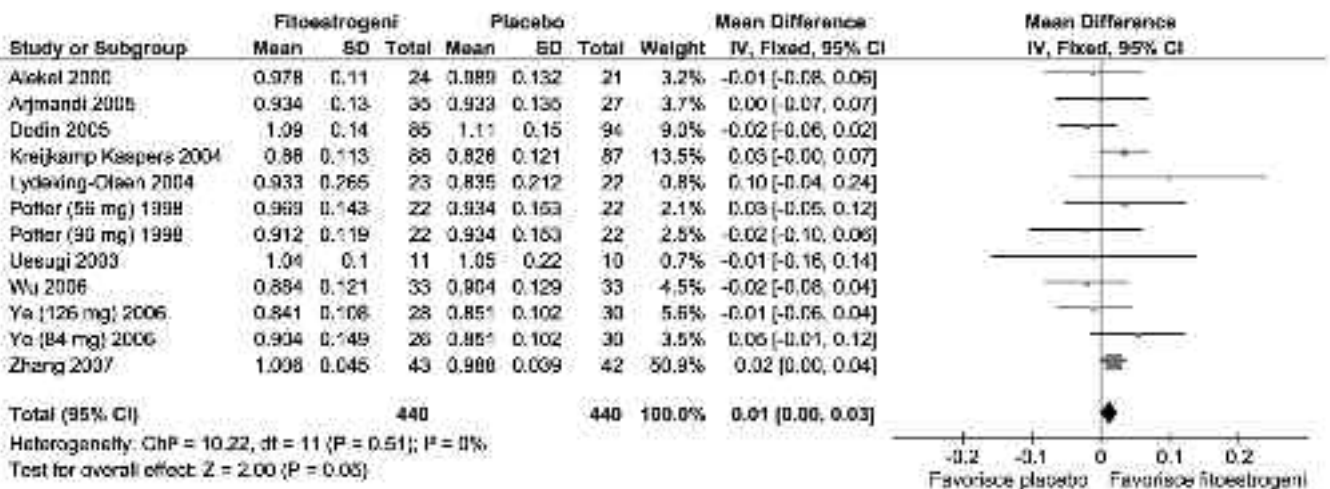 Fitoestrogeni Placebo Mean Difference Mean Difference
Study or Subgroup Mean SD Total Mean SD Total Weight IV, Fixed, 95% CI IV, Fixed, 95% CI
Alekel 2000 0.978 0.11 24 0.989 0.132 21 3.2% -0.01 [-0.08, 0.06]
Arjmandi 2005 0.934 0.13 35 0.933 0.135 27 3.7% 0.00 [-0.07, 0.07]
Dodin 2005 1.09 0.14 85 1.11 0.15 94 9.0% -0.02 [-0.06, 0.02]
Kreijkamp Kaspers 2004 0.86 0.113 88 0.826 0.121 87 13.5% 0.03 [-0.00, 0.07]
Lydeking-Olsen 2004 0.933 0.265 23 0.835 0.212 22 0.8% 0.10 [-0.04, 0.24]
Potter (56 mg) 1998 0.969 0.143 22 0.934 0.153 22 2.1% 0.03 [-0.05, 0.12]
Potter (90 mg) 1998 0.912 0.119 22 0.934 0.153 22 2.5% -0.02 [-0.10, 0.06]
Uesugi 2003 1.04 0.1 11 1.05 0.22 10 0.7% -0.01 [-0.16, 0.14]
Wu 2006 0.884 0.121 33 0.904 0.129 33 4.5% -0.02 [-0.08, 0.04]
Ye (126 mg) 2006 0.841 0.108 28 0.851 0.102 30 5.6% -0.01 [-0.06, 0.04]
Ye (84 mg) 2006 0.904 0.149 26 0.851 0.102 30 3.5% 0.05 [-0.01, 0.12]
Zhang 2007 1.008 0.045 43 0.988 0.039 42 50.9% 0.02 [0.00, 0.04]
Total (95% CI) 440 440 100.0% 0.01 [0.00, 0.03]
Heterogeneity: Chi² = 10.22, df = 11 (P = 0.51); I² = 0%
Test for overall effect: Z = 2.00 (P = 0.05)
-0.2 -0.1 0 0.1 0.2
Favorisce placebo Favorisce fitoestrogeni